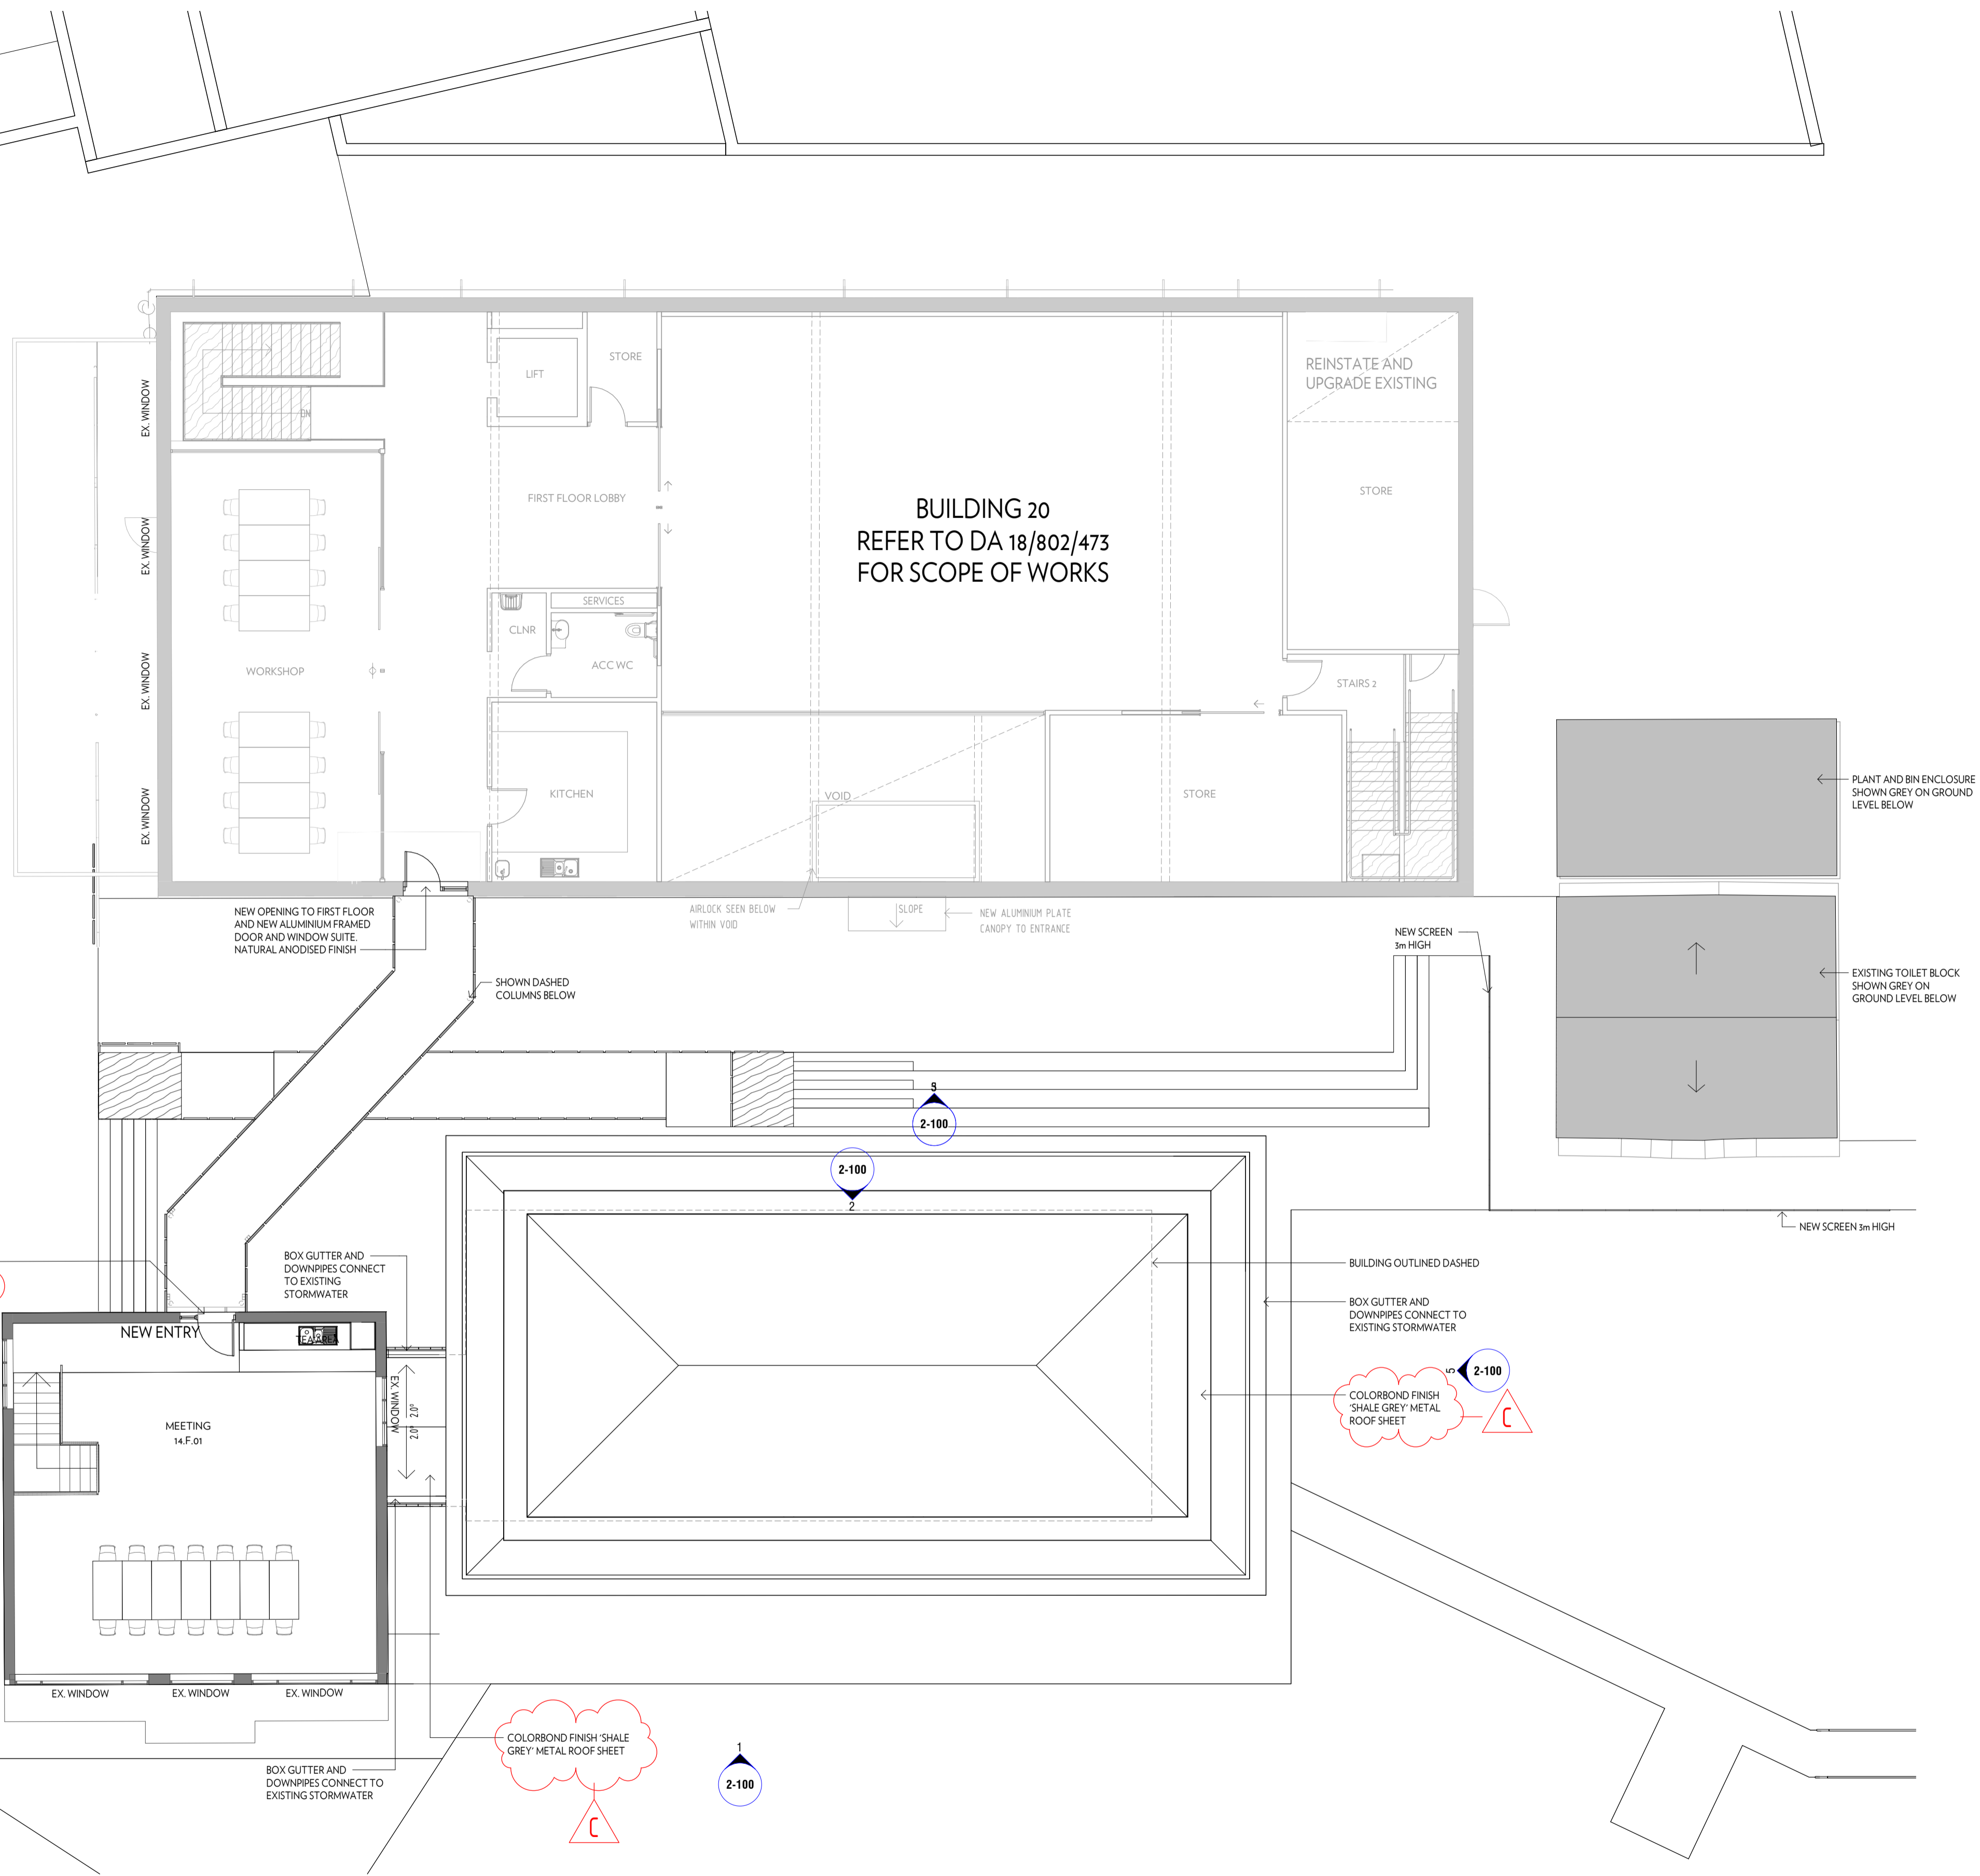 EX. WINDOW
EX. WINDOW
EX. WINDOW
EX. WINDOW
LIFT
STORE
DN
REINSTATE AND
UPGRADE EXISTING
FIRST FLOOR LOBBY
STORE
BUILDING 20
REFER TO DA 18/802/473
FOR SCOPE OF WORKS
SERVICES
CLNR
ACC WC
WORKSHOP
STAIRS 2
KITCHEN
VOID
STORE
PLANT AND BIN ENCLOSURE
SHOWN GREY ON GROUND
LEVEL BELOW
NEW OPENING TO FIRST FLOOR
AND NEW ALUMINIUM FRAMED
DOOR AND WINDOW SUITE.
NATURAL ANODISED FINISH
AIRLOCK SEEN BELOW
WITHIN VOID
SLOPE
NEW ALUMINIUM PLATE
CANOPY TO ENTRANCE
NEW SCREEN
3m HIGH
SHOWN DASHED
COLUMNS BELOW
EXISTING TOILET BLOCK
SHOWN GREY ON
GROUND LEVEL BELOW
2-100
2-100
2
NEW SCREEN 3m HIGH
BOX GUTTER AND
DOWNPIPES CONNECT
TO EXISTING
STORMWATER
BUILDING OUTLINED DASHED
BOX GUTTER AND
DOWNPIPES CONNECT TO
EXISTING STORMWATER
NEW ENTRY
TEA AREA
EX. WINDOW
2.0°
2.0°
5
2-100
COLORBOND FINISH
'SHALE GREY' METAL
ROOF SHEET
C
MEETING
14.F.01
EX. WINDOW
EX. WINDOW
EX. WINDOW
COLORBOND FINISH 'SHALE
GREY' METAL ROOF SHEET
C
1
2-100
BOX GUTTER AND
DOWNPIPES CONNECT TO
EXISTING STORMWATER